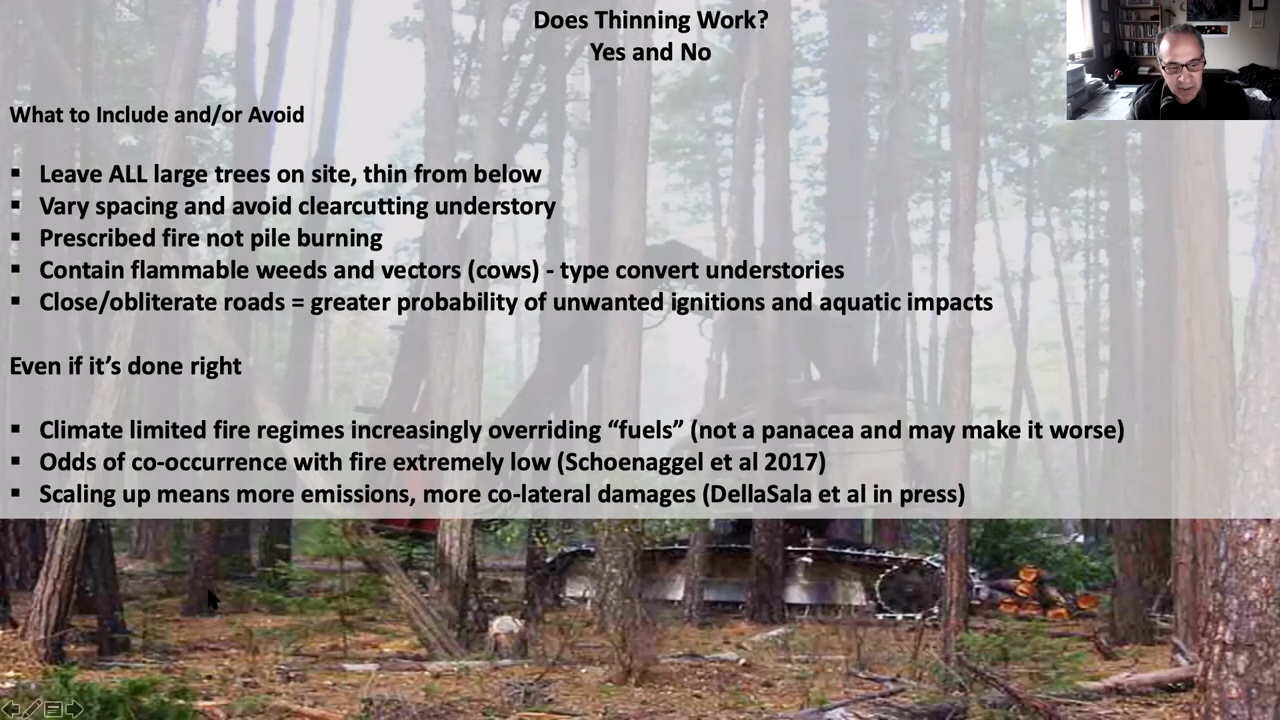 Does Thinning Work?
Yes and No
What to Include and/or Avoid
▪ Leave ALL large trees on site, thin from below
▪ Vary spacing and avoid clearcutting understory
▪ Prescribed fire not pile burning
▪ Contain flammable weeds and vectors (cows) - type convert understories
▪ Close/obliterate roads = greater probability of unwanted ignitions and aquatic impacts
Even if it’s done right
▪ Climate limited fire regimes increasingly overriding “fuels” (not a panacea and may make it worse)
▪ Odds of co-occurrence with fire extremely low (Schoenaggel et al 2017)
▪ Scaling up means more emissions, more co-lateral damages (DellaSala et al in press)